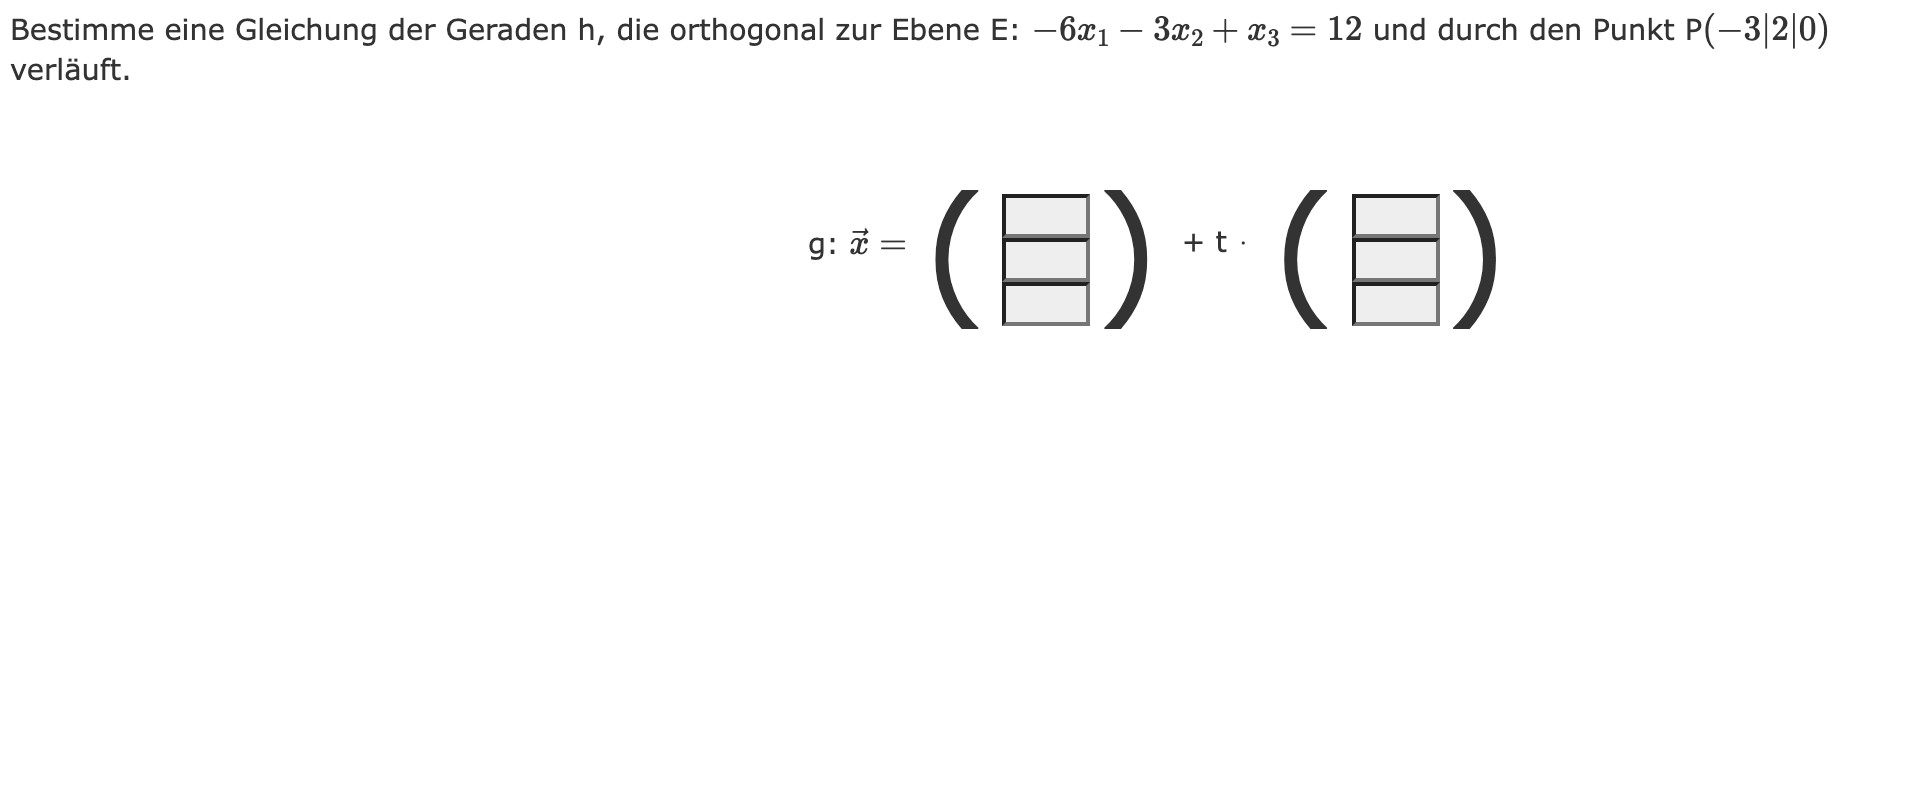 Bestimme eine Gleichung der Geraden h, die orthogonal zur Ebene E: −6x₁ − 3x₂ + x₃ = 12 und durch den Punkt P(−3|2|0)
verläuft.
g: x⃗ = ( ) + t · ( )